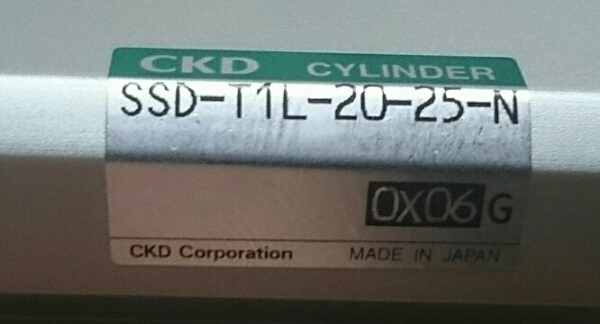 CKD CYLINDER
SSD-T1L-20-25-N
0X06 G
CKD Corporation MADE IN JAPAN